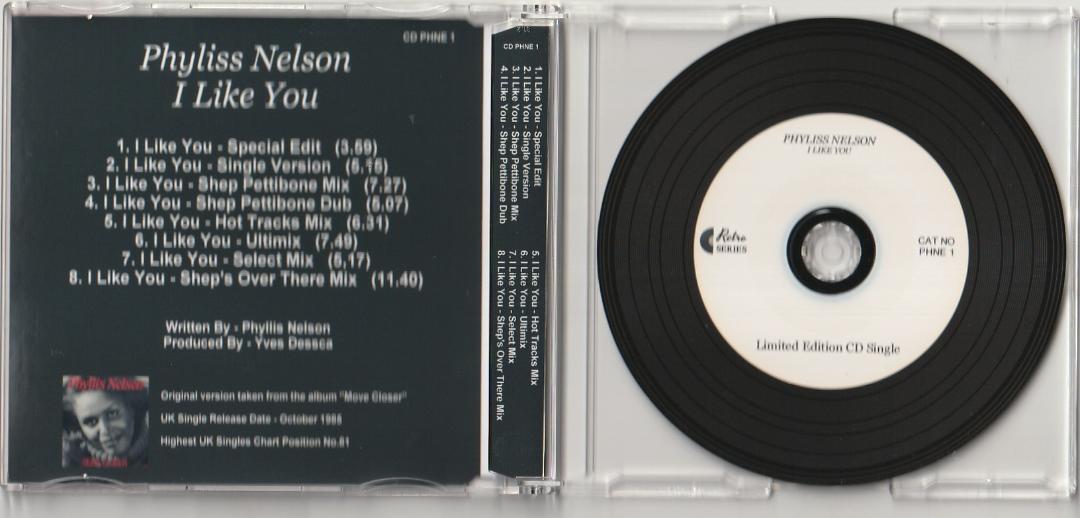 CD PHNE 1
Phyliss Nelson
I Like You
1. I Like You - Special Edit (3,59)
2. I Like You - Single Version
3. I Like You - Shep Pettibone Mix (7,27)
4. I Like You - Shep Pettibone Dub (5,07)
5. I Like You - Hot Tracks Mix (6,31)
6. I Like You - Ultimix (7,49)
7. I Like You - Select Mix (5,17)
8. I Like You - Shep's Over There Mix (11,40)
Written By - Phyllis Nelson
Produced By - Yves Dessca
Phyllis Nelson
Original version taken from the album "Move Closer"
UK Single Release Date - October 1985
Highest UK Singles Chart Position No.81
CD PHNE 1
1. I Like You - Special Edit
2. I Like You - Single Version
3. I Like You - Shep Pettibone Mix
4. I Like You - Shep Pettibone Dub
5. I Like You - Hot Tracks Mix
6. I Like You - Ultimix
7. I Like You - Select Mix
8. I Like You - Shep's Over There Mix
PHYLISS NELSON
I LIKE YOU
Retro
SERIES
CAT NO
PHNE 1
Limited Edition CD Single